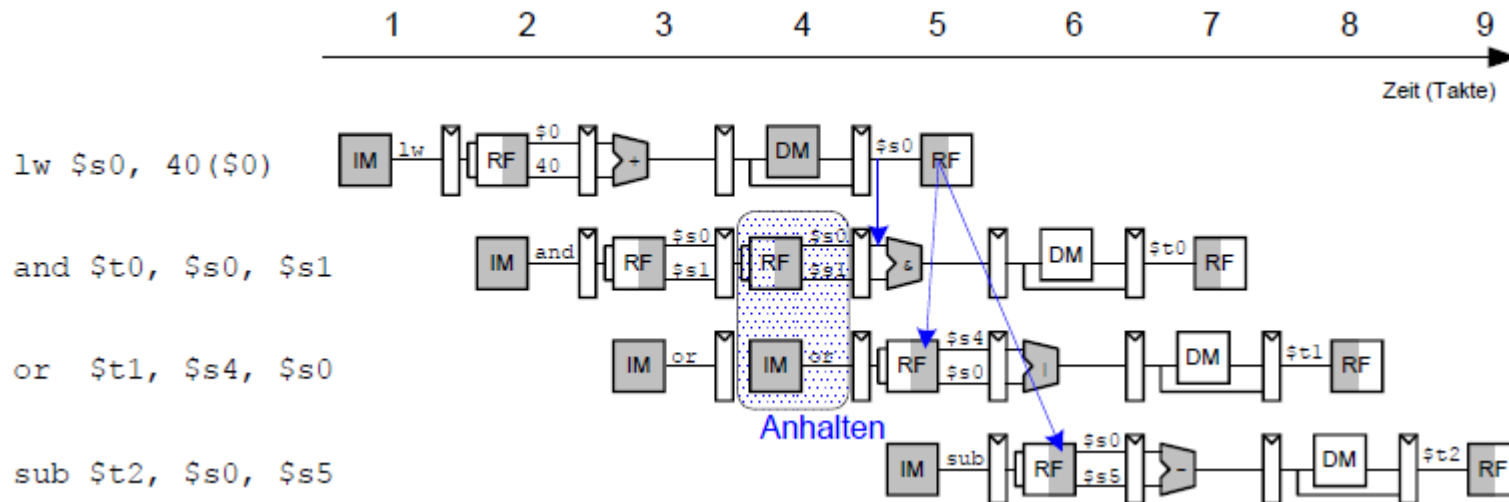 1 2 3 4 5 6 7 8 9
Zeit (Takte)
lw $s0, 40($0) IM lw RF $0 40 + DM $s0 RF
and $t0, $s0, $s1 IM and RF $s0 $s1 RF $s0 $s1 & DM $t0 RF
or $t1, $s4, $s0 IM or IM or RF $s4 $s0 | DM $t1 RF
Anhalten
sub $t2, $s0, $s5 IM sub RF $s0 $s5 - DM $t2 RF